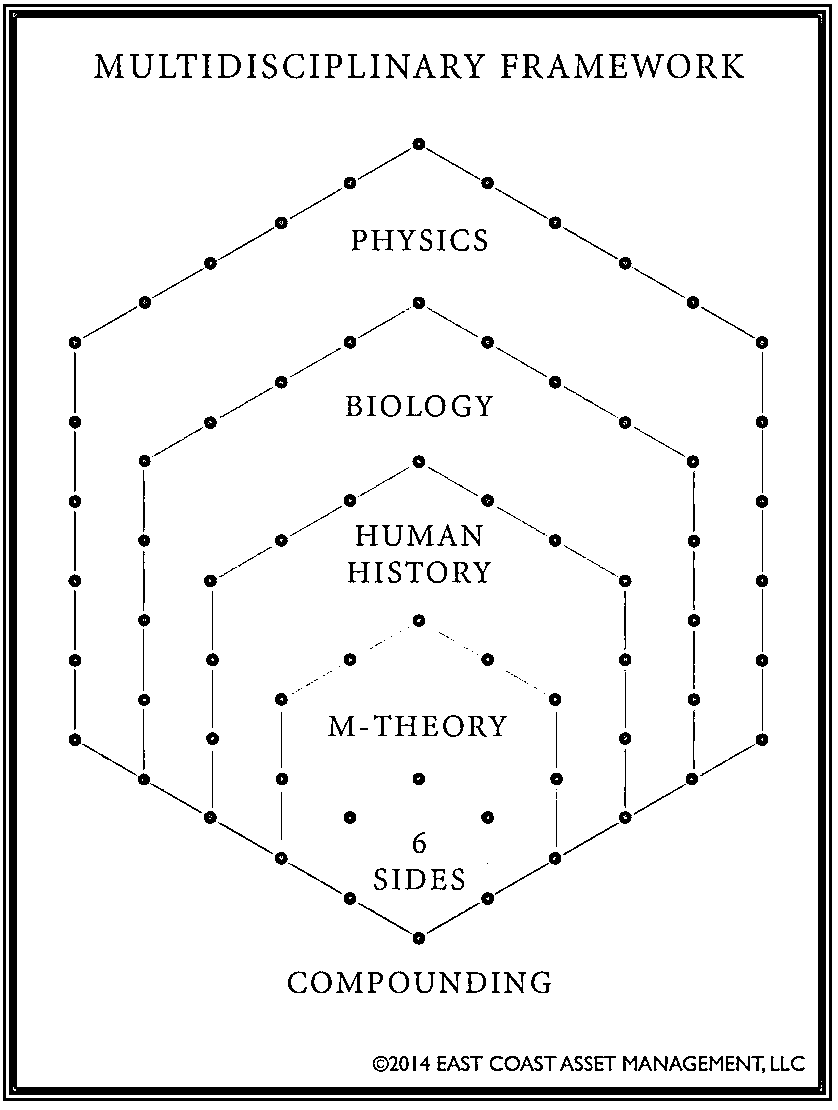 MULTIDISCIPLINARY FRAMEWORK
PHYSICS
BIOLOGY
HUMAN
HISTORY
M-THEORY
6
SIDES
COMPOUNDING
©2014 EAST COAST ASSET MANAGEMENT, LLC